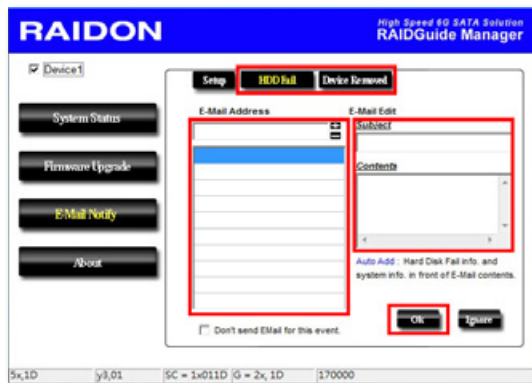 RAIDON
High Speed 6G SATA Solution
RAIDGuide Manager
Device1
System Status
Firmware Upgrade
E-Mail Notify
About
Setup
HDD Fail
Device Removed
E-Mail Address
E-Mail Edit
Subject
Contents
Auto Add : Hard Disk Fail info. and
system info. in front of E-Mail contents.
Don't send EMail for this event.
Ok
Ignore
5x,1D
y3,01
SC = 1x011D
G = 2x, 1D
170000